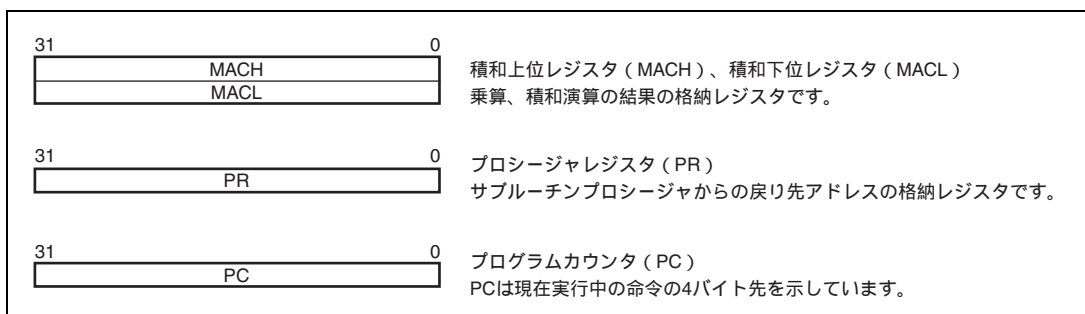 31 0
MACH
MACL
積和上位レジスタ（MACH）、積和下位レジスタ（MACL）
乗算、積和演算の結果の格納レジスタです。
31 0
PR
プロシージャレジスタ（PR）
サブルーチンプロシージャからの戻り先アドレスの格納レジスタです。
31 0
PC
プログラムカウンタ（PC）
PCは現在実行中の命令の4バイト先を示しています。